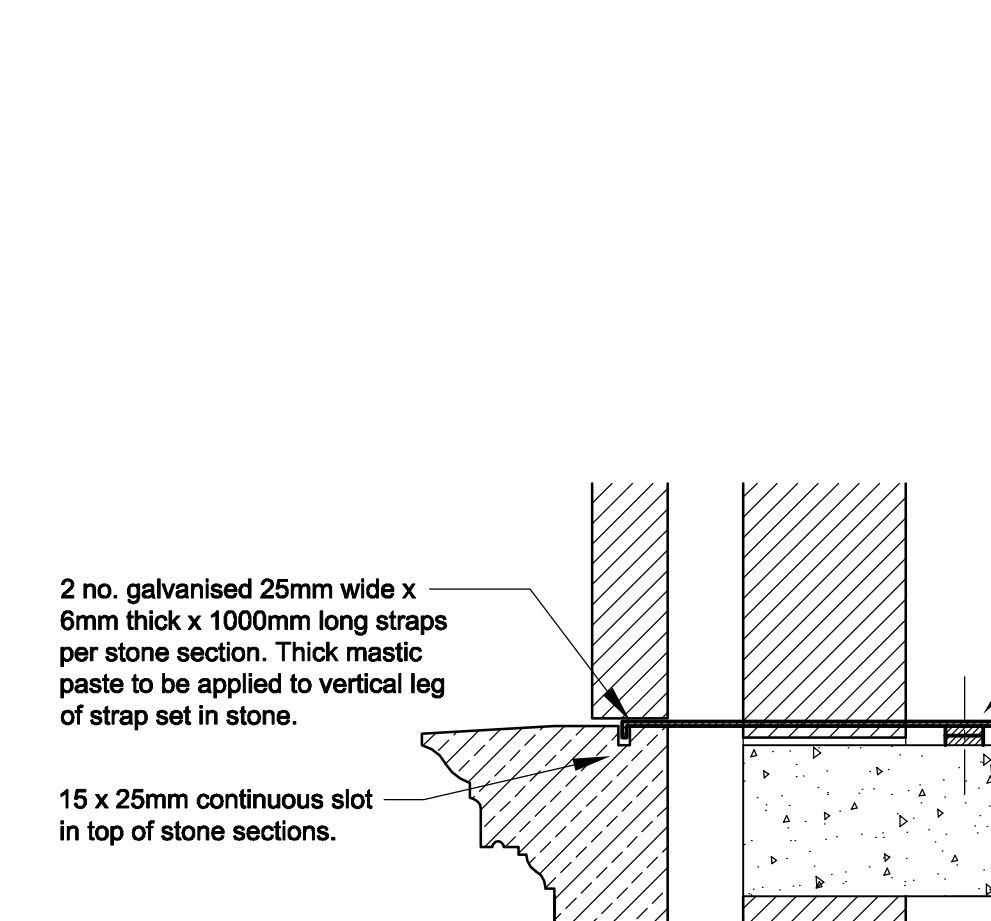 2 no. galvanised 25mm wide x
6mm thick x 1000mm long straps
per stone section. Thick mastic
paste to be applied to vertical leg
of strap set in stone.
15 x 25mm continuous slot
in top of stone sections.